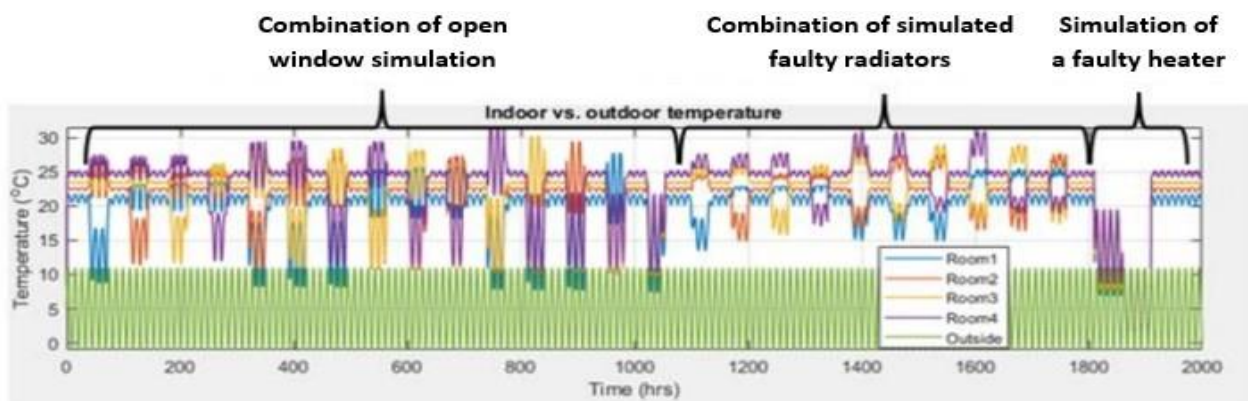 Combination of open
window simulation
Combination of simulated
faulty radiators
Simulation of
a faulty heater
Indoor vs. outdoor temperature
Temperature (°C)
30
25
20
15
10
5
0
Room1
Room2
Room3
Room4
Outside
0 200 400 600 800 1000 1200 1400 1600 1800 2000
Time (hrs)